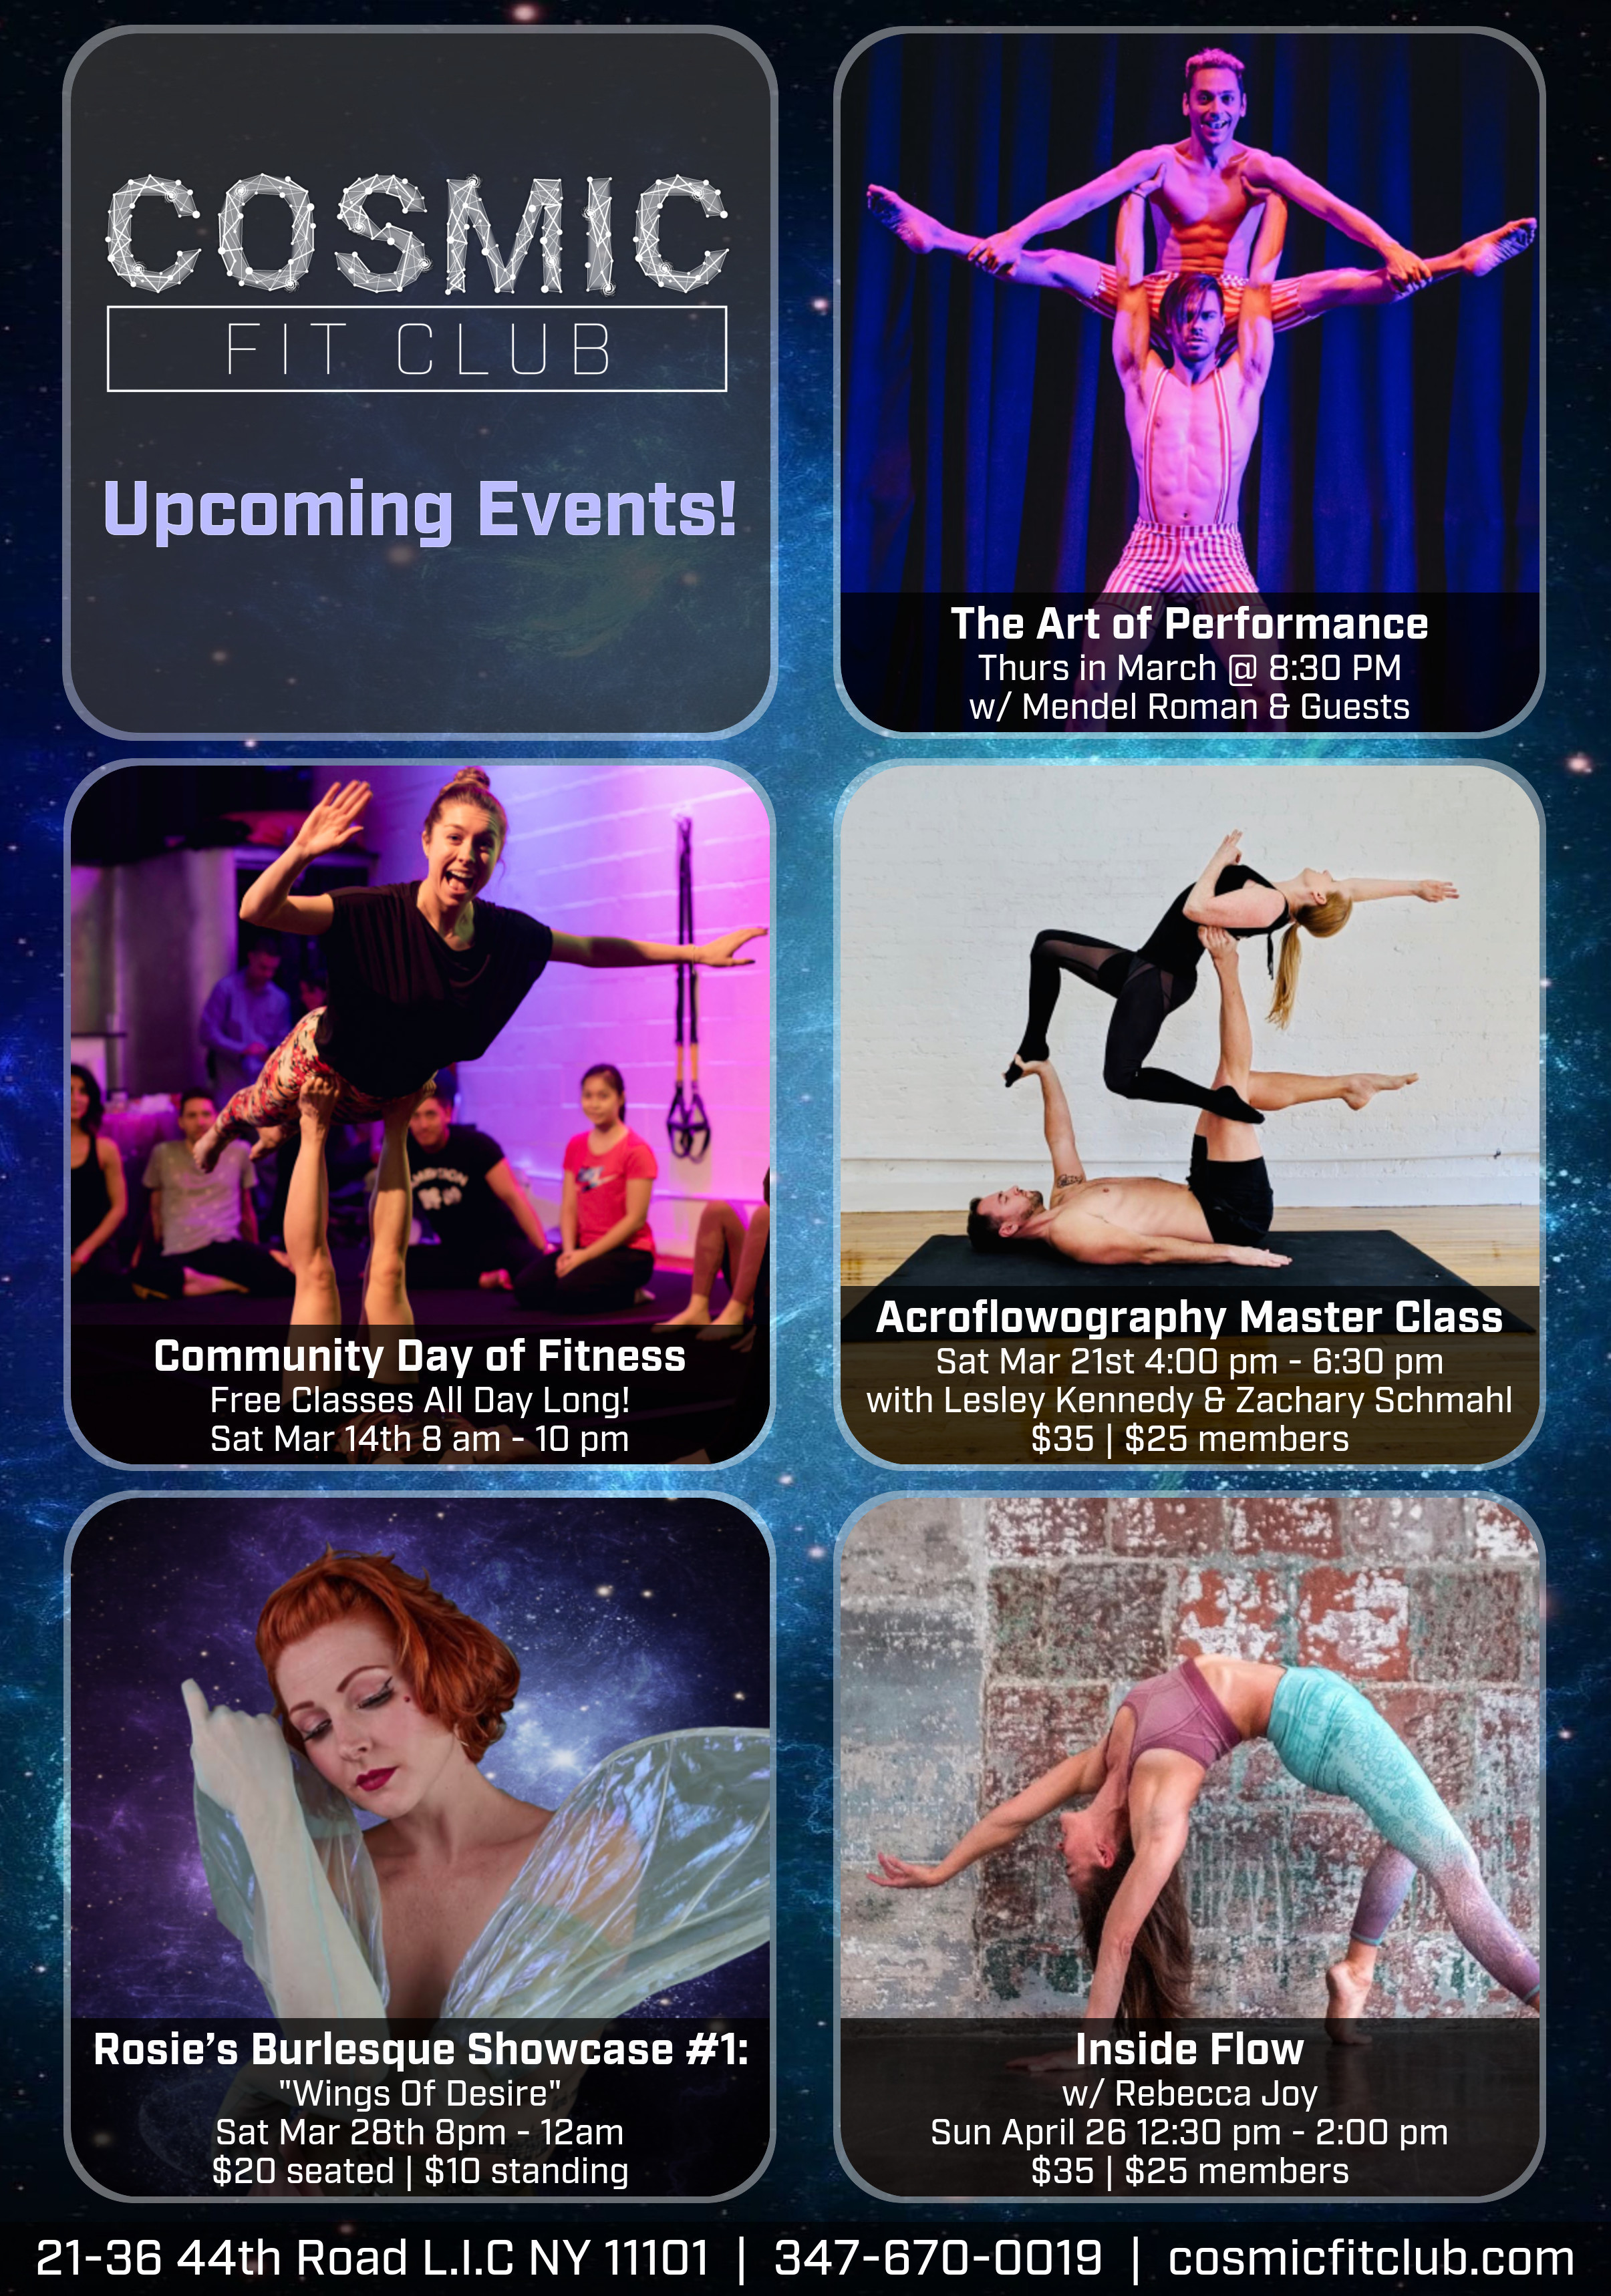 COSMIC
FIT CLUB
Upcoming Events!
The Art of Performance
Thurs in March @ 8:30 PM
w/ Mendel Roman & Guests
Community Day of Fitness
Free Classes All Day Long!
Sat Mar 14th 8 am - 10 pm
Acroflowography Master Class
Sat Mar 21st 4:00 pm - 6:30 pm
with Lesley Kennedy & Zachary Schmahl
$35 | $25 members
Rosie's Burlesque Showcase #1:
"Wings Of Desire"
Sat Mar 28th 8pm - 12am
$20 seated | $10 standing
Inside Flow
w/ Rebecca Joy
Sun April 26 12:30 pm - 2:00 pm
$35 | $25 members
21-36 44th Road L.I.C NY 11101 | 347-670-0019 | cosmicfitclub.com